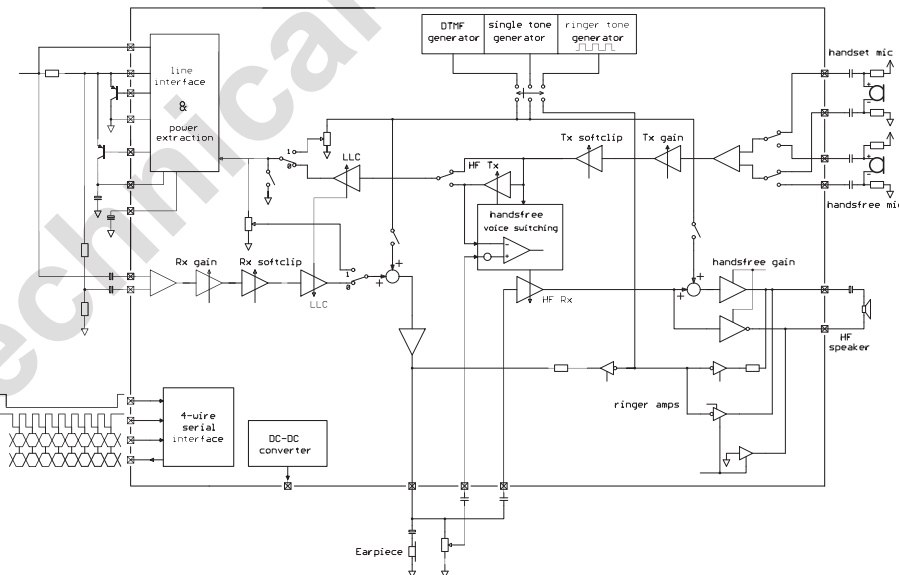 DTMF
generator
single tone
generator
ringer tone
generator
handset mic
line
interface
&
power
extraction
1
0
LLC
HF Tx
Tx softclip
Tx gain
handsfree
voice switching
handsfree mic
Rx gain
Rx softclip
LLC
1
0
HF Rx
handsfree gain
HF
speaker
ringer amps
4-wire
serial
interface
DC-DC
converter
Earpiece
echnical